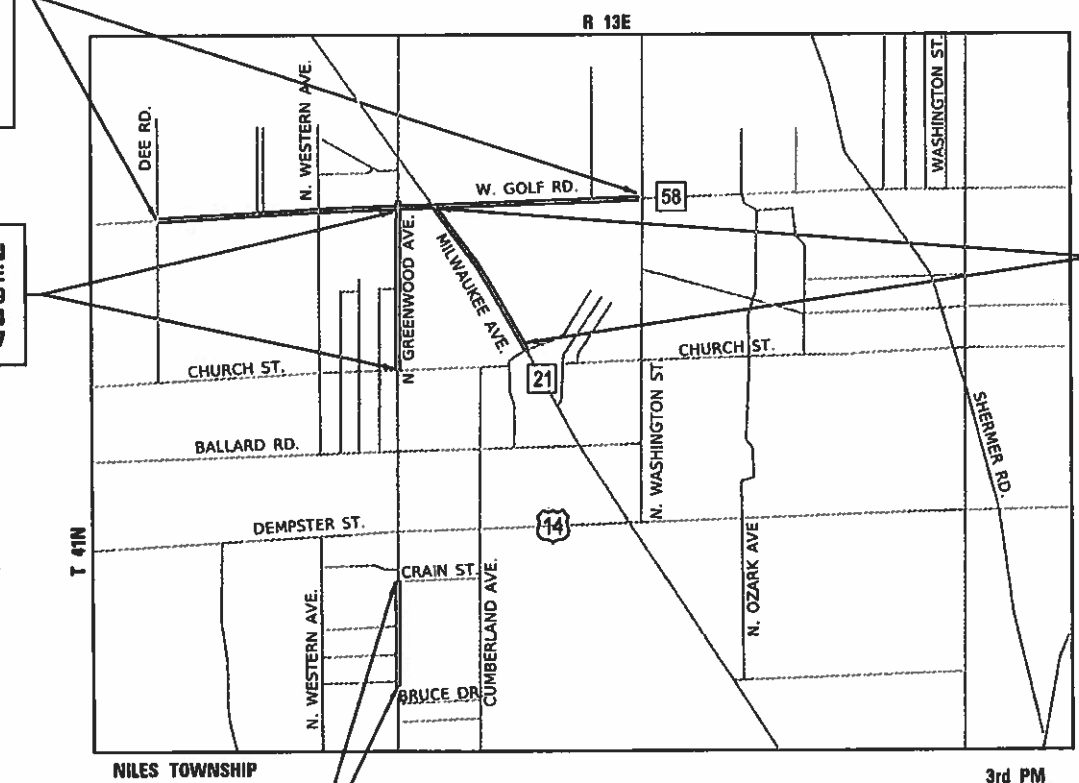 R 13E
DEE RD.
N. WESTERN AVE.
WASHINGTON ST.
W. GOLF RD.
58
N GREENWOOD AVE.
MILWAUKEE AVE.
CHURCH ST.
CHURCH ST.
21
N. WASHINGTON ST.
SHERMER RD.
BALLARD RD.
DEMPSTER ST.
14
T 41N
CRAIN ST.
CUMBERLAND AVE.
N. OZARK AVE
N. WESTERN AVE.
BRUCE DR.
NILES TOWNSHIP
3rd PM